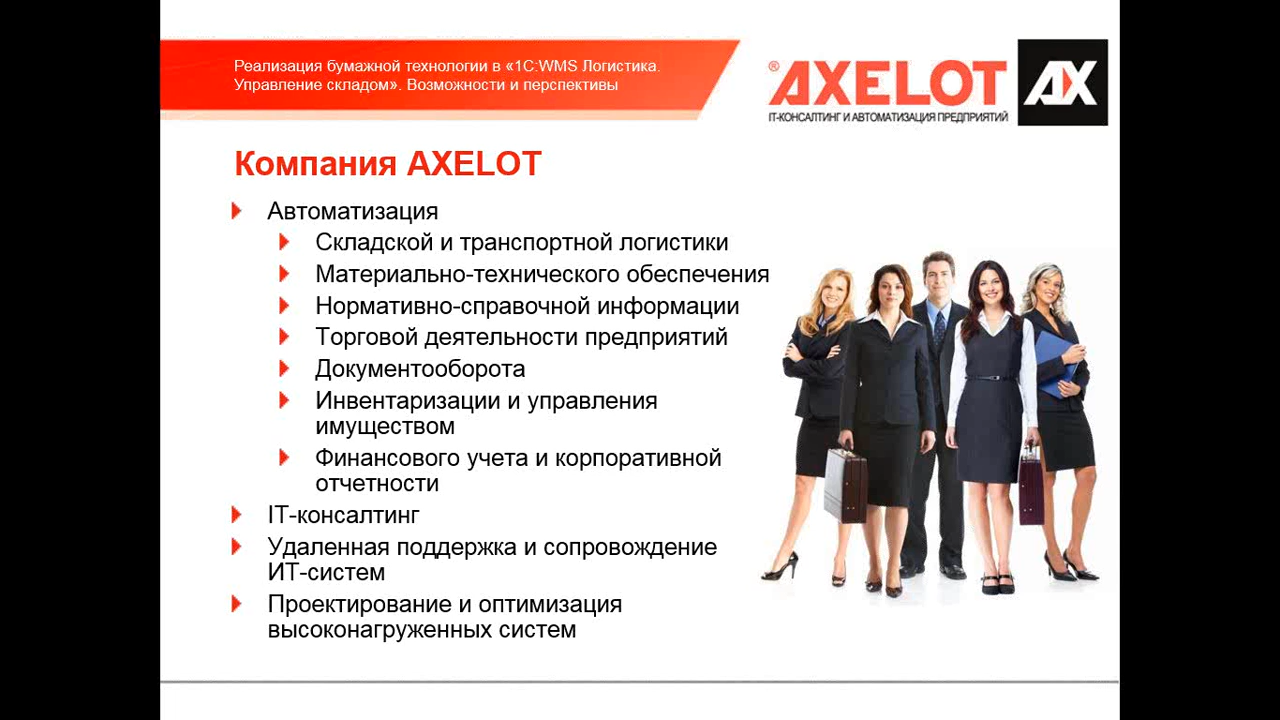 Реализация бумажной технологии в «1С:WMS Логистика.
Управление складом». Возможности и перспективы
® AXELOT AX
IT-КОНСАЛТИНГ И АВТОМАТИЗАЦИЯ ПРЕДПРИЯТИЙ
Компания AXELOT
Автоматизация
Складской и транспортной логистики
Материально-технического обеспечения
Нормативно-справочной информации
Торговой деятельности предприятий
Документооборота
Инвентаризации и управления
имуществом
Финансового учета и корпоративной
отчетности
IT-консалтинг
Удаленная поддержка и сопровождение
ИТ-систем
Проектирование и оптимизация
высоконагруженных систем